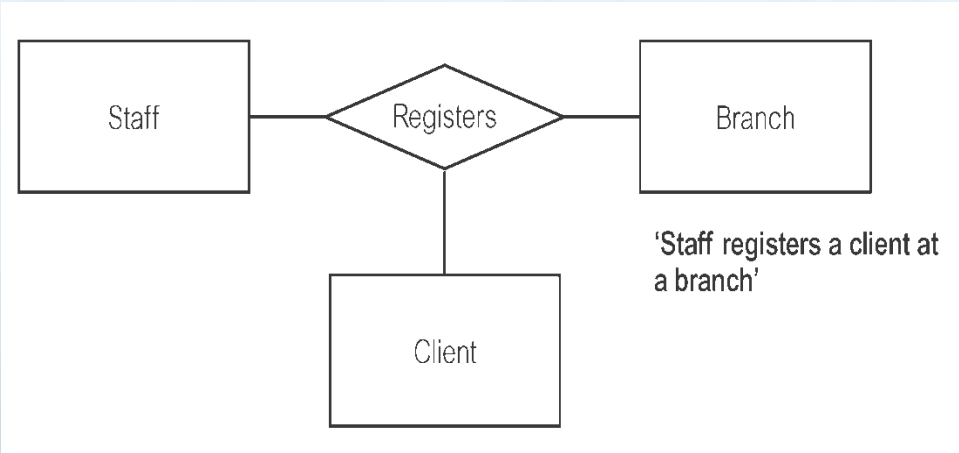 Staff
Registers
Branch
‘Staff registers a client at
a branch’
Client